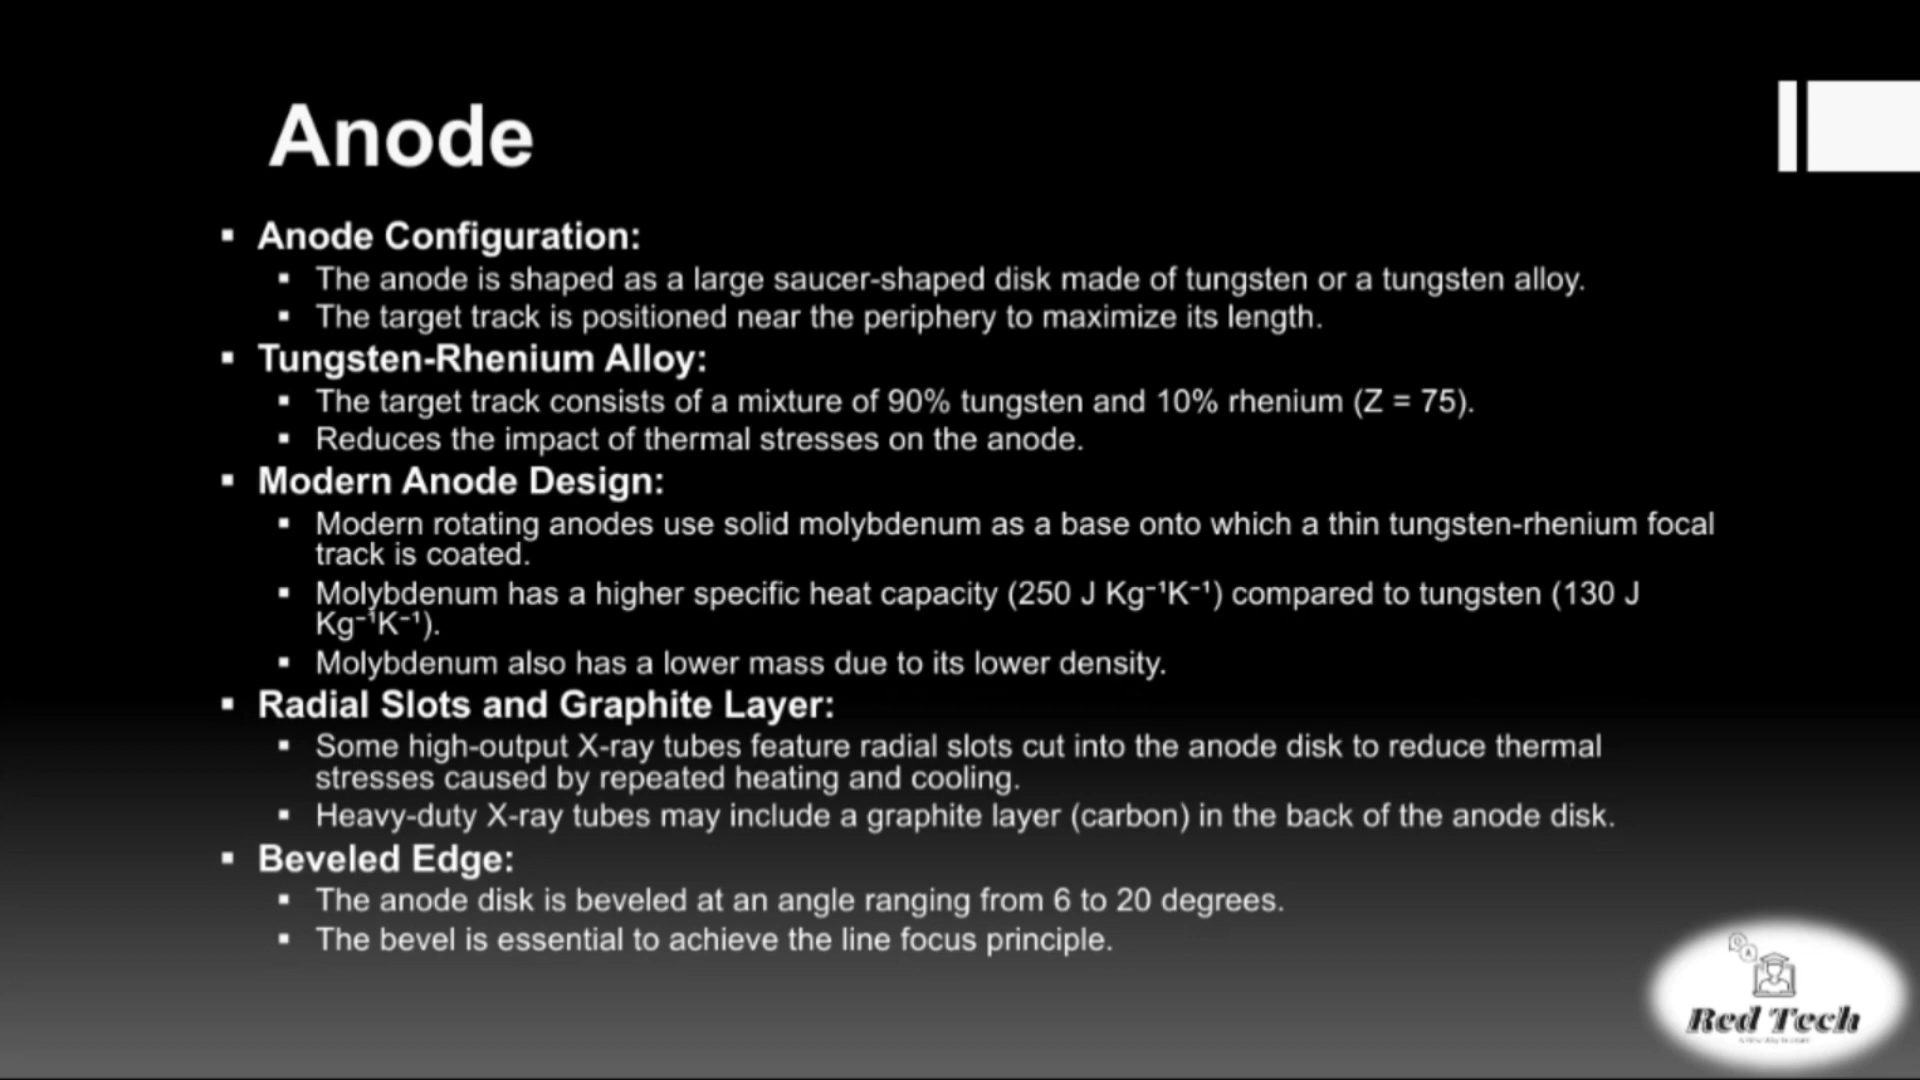 Anode
▪ Anode Configuration:
▪ The anode is shaped as a large saucer-shaped disk made of tungsten or a tungsten alloy.
▪ The target track is positioned near the periphery to maximize its length.
▪ Tungsten-Rhenium Alloy:
▪ The target track consists of a mixture of 90% tungsten and 10% rhenium (Z = 75).
▪ Reduces the impact of thermal stresses on the anode.
▪ Modern Anode Design:
▪ Modern rotating anodes use solid molybdenum as a base onto which a thin tungsten-rhenium focal
track is coated.
▪ Molybdenum has a higher specific heat capacity (250 J Kg⁻¹K⁻¹) compared to tungsten (130 J
Kg⁻¹K⁻¹).
▪ Molybdenum also has a lower mass due to its lower density.
▪ Radial Slots and Graphite Layer:
▪ Some high-output X-ray tubes feature radial slots cut into the anode disk to reduce thermal
stresses caused by repeated heating and cooling.
▪ Heavy-duty X-ray tubes may include a graphite layer (carbon) in the back of the anode disk.
▪ Beveled Edge:
▪ The anode disk is beveled at an angle ranging from 6 to 20 degrees.
▪ The bevel is essential to achieve the line focus principle.
Red Tech